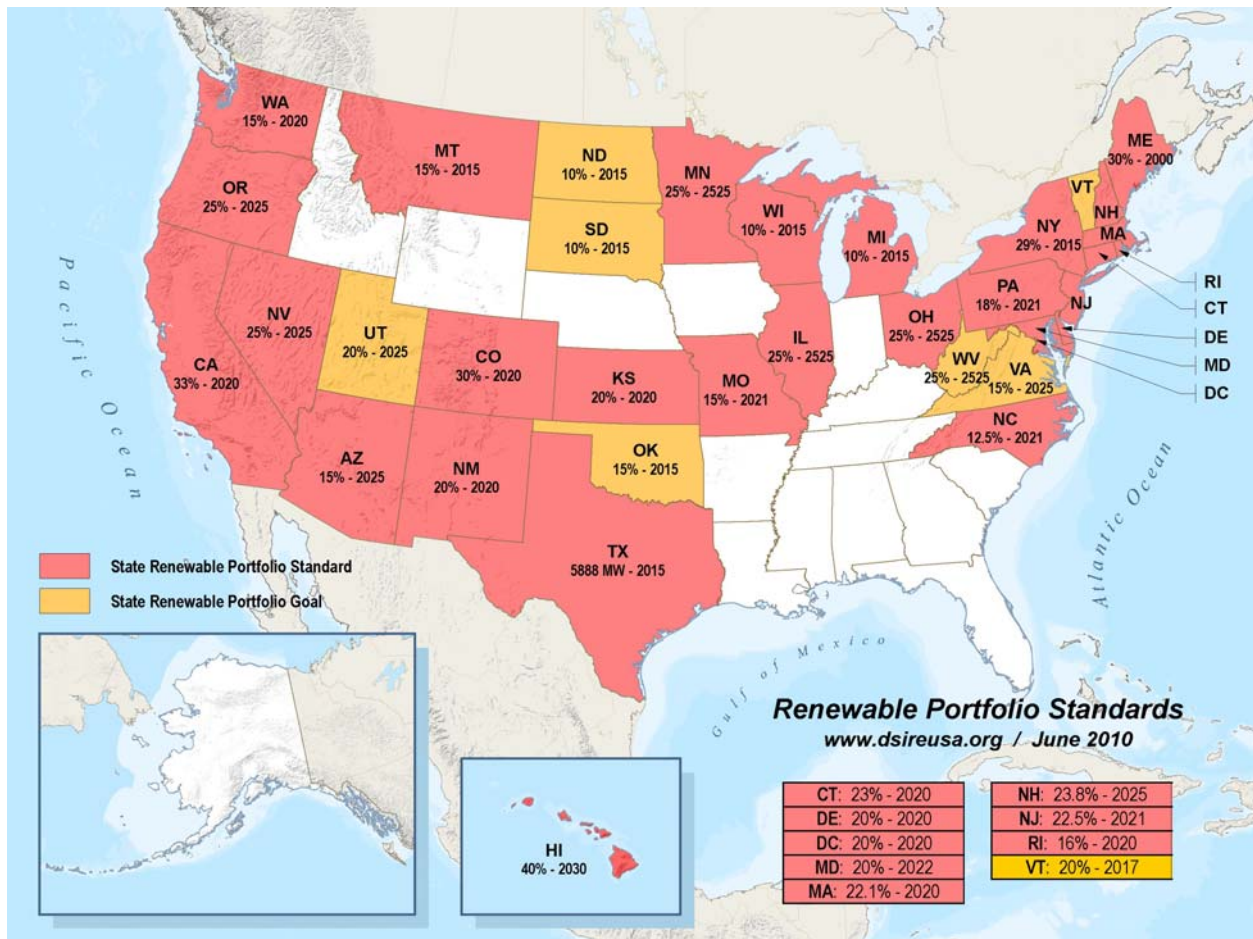 WA
15% - 2020
MT
15% - 2015
ND
10% - 2015
MN
25% - 2525
ME
30% - 2000
OR
25% - 2025
SD
10% - 2015
WI
10% - 2015
MI
10% - 2015
VT
NH
MA
NY
29% - 2015
RI
CT
DE
MD
DC
PA
18% - 2021
NJ
NV
25% - 2025
UT
20% - 2025
CO
30% - 2020
CA
33% - 2020
KS
20% - 2020
MO
15% - 2021
IL
25% - 2525
OH
25% - 2525
WV
25% - 2525
VA
15% - 2025
NC
12.5% - 2021
AZ
15% - 2025
NM
20% - 2020
OK
15% - 2015
TX
5888 MW - 2015
Pacific Ocean
Atlantic Ocean
Gulf of Mexico
State Renewable Portfolio Standard
State Renewable Portfolio Goal
HI
40% - 2030
Renewable Portfolio Standards
www.dsireusa.org / June 2010
CT: 23% - 2020
DE: 20% - 2020
DC: 20% - 2020
MD: 20% - 2022
MA: 22.1% - 2020
NH: 23.8% - 2025
NJ: 22.5% - 2021
RI: 16% - 2020
VT: 20% - 2017